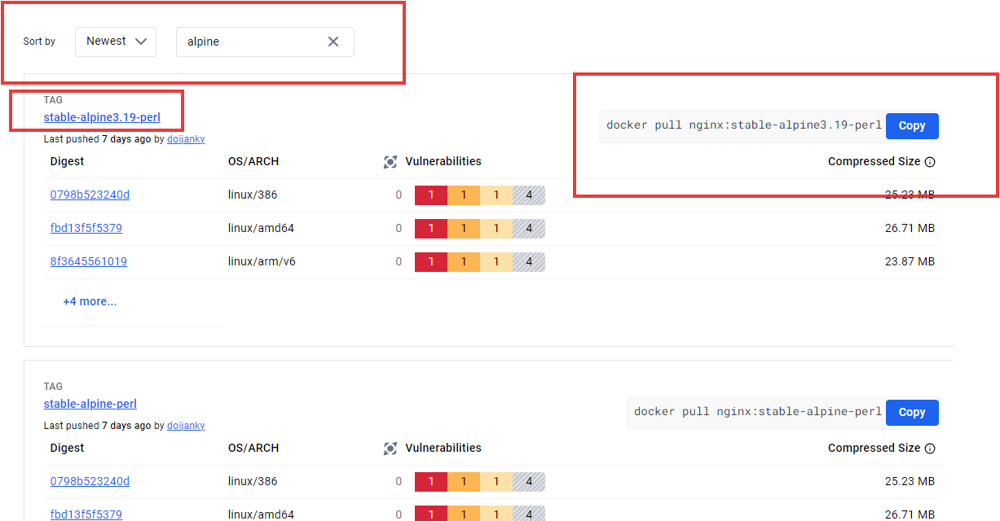 Sort by Newest alpine
TAG
stable-alpine3.19-perl
docker pull nginx:stable-alpine3.19-perl Copy
Last pushed 7 days ago by doijanky
Digest OS/ARCH Vulnerabilities Compressed Size
0798b523240d linux/386 0 1 1 1 4 25.23 MB
fbd13f5f5379 linux/amd64 0 1 1 1 4 26.71 MB
8f3645561019 linux/arm/v6 0 1 1 1 4 23.87 MB
+4 more...
TAG
stable-alpine-perl
docker pull nginx:stable-alpine-perl Copy
Last pushed 7 days ago by doijanky
Digest OS/ARCH Vulnerabilities Compressed Size
0798b523240d linux/386 0 1 1 1 4 25.23 MB
fbd13f5f5379 linux/amd64 0 1 1 1 4 26.71 MB